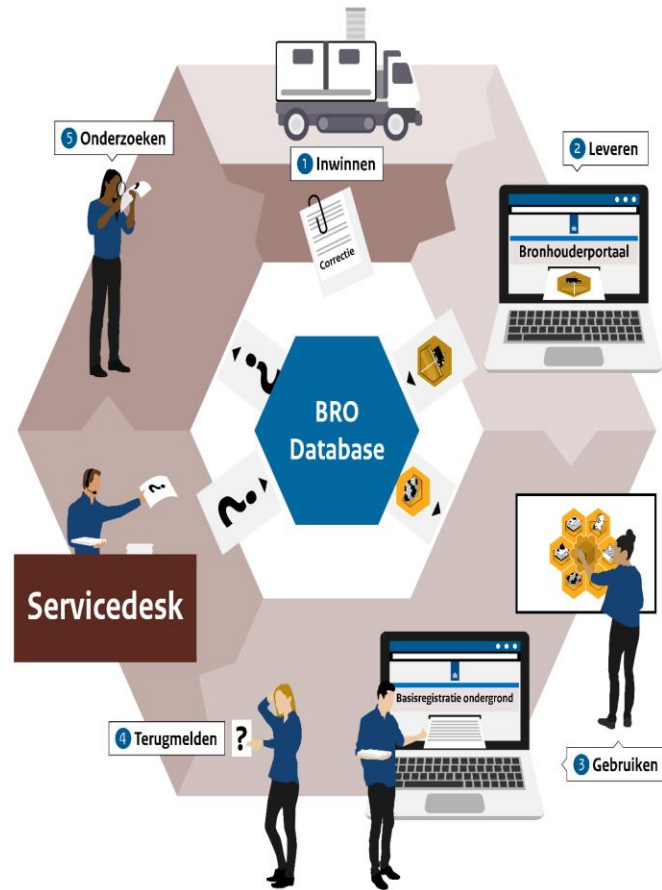 1 Inwinnen
Correctie
2 Leveren
Bronhouderportaal
BRO
Database
3 Gebruiken
Basisregistratie ondergrond
?
4 Terugmelden
Servicedesk
?
?
?
5 Onderzoeken